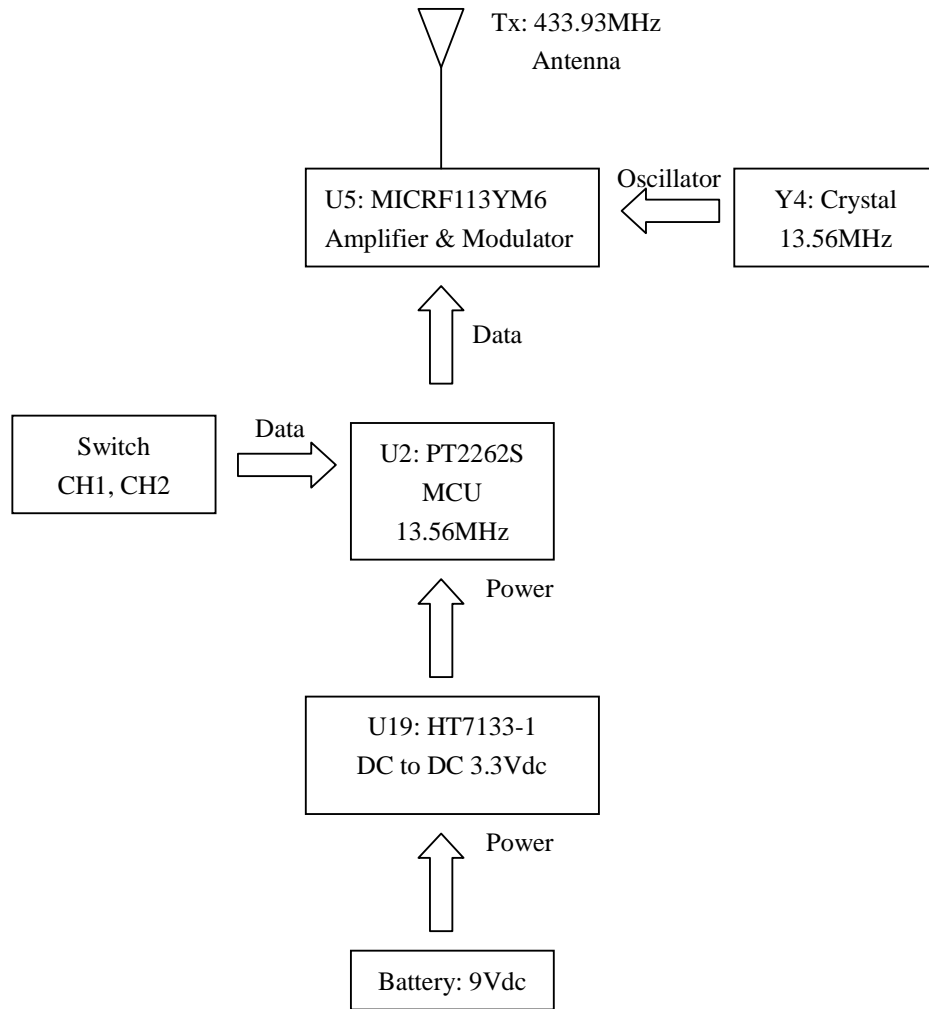 Tx: 433.93MHz
Antenna
U5: MICRF113YM6
Amplifier & Modulator
Oscillator
Y4: Crystal
13.56MHz
Data
Switch
CH1, CH2
Data
U2: PT2262S
MCU
13.56MHz
Power
U19: HT7133-1
DC to DC 3.3Vdc
Power
Battery: 9Vdc